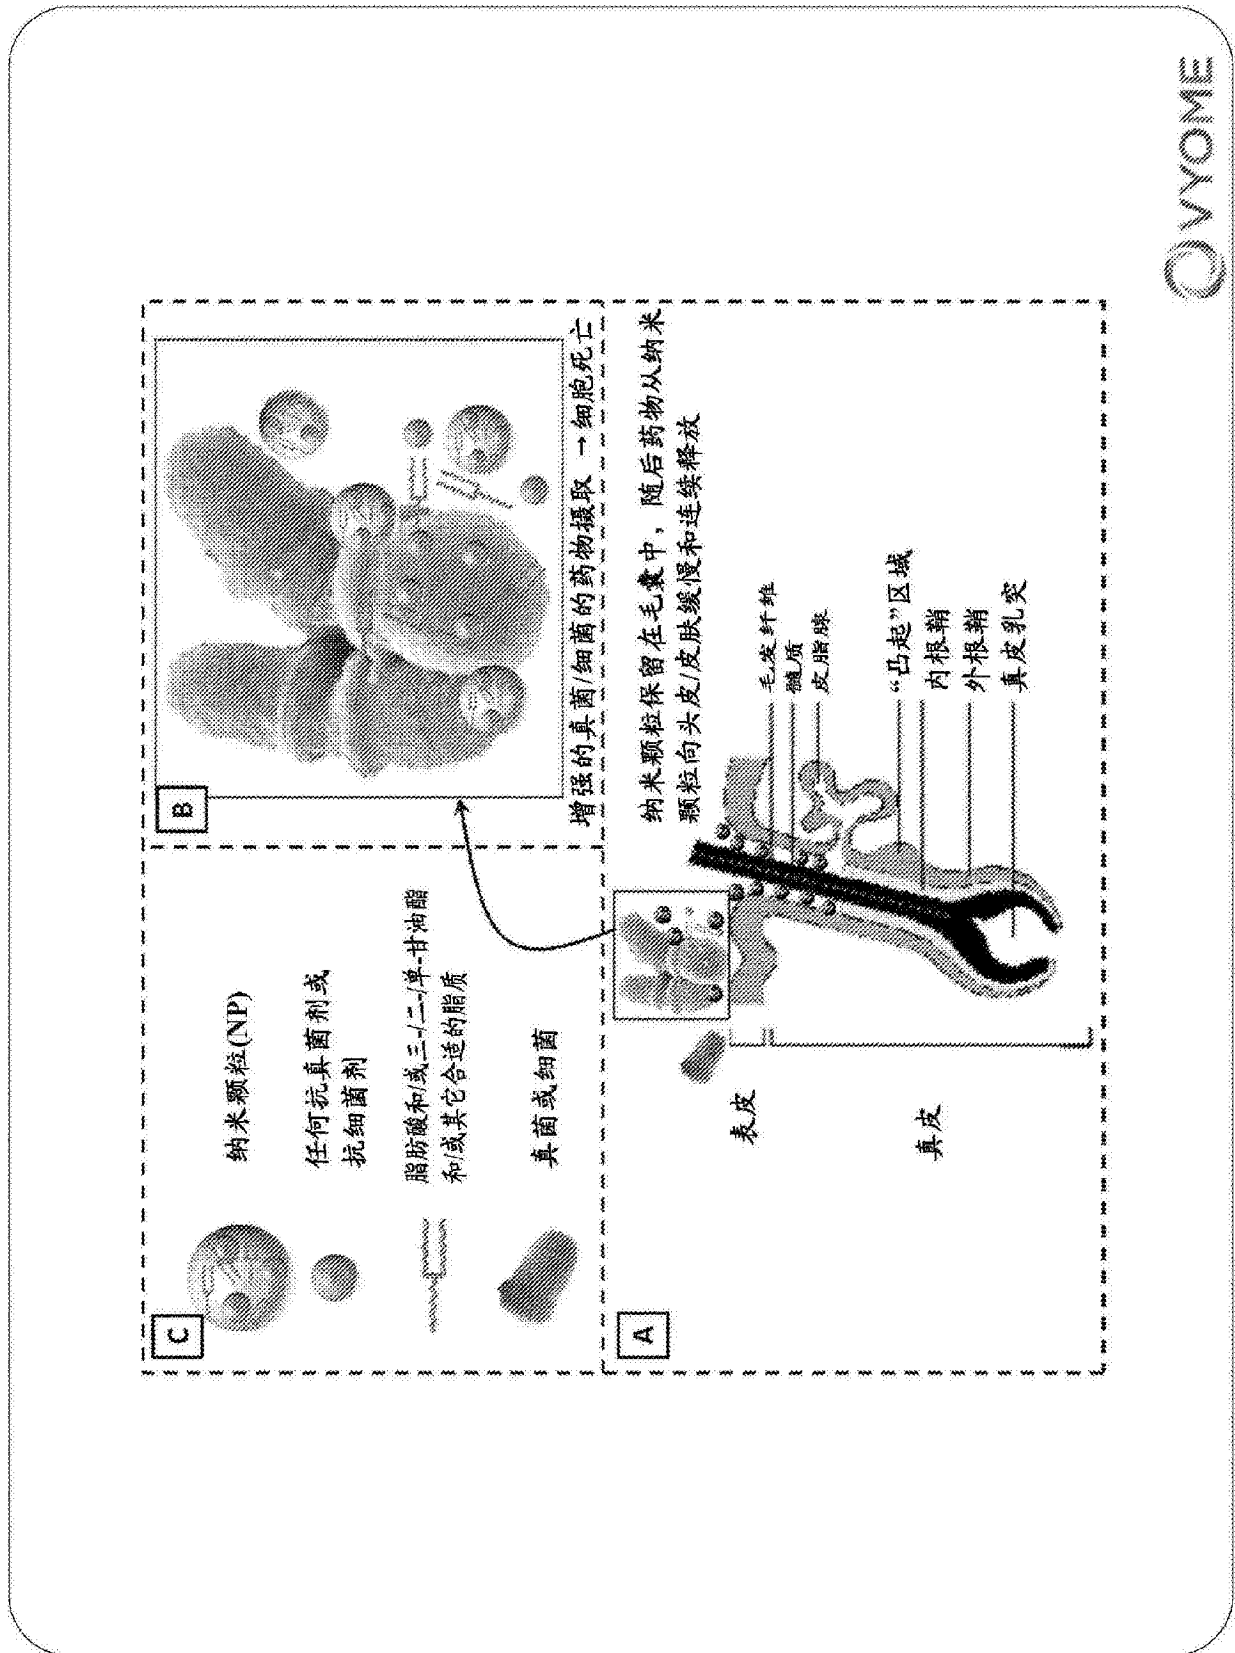 C
纳米颗粒(NP)
任何抗真菌剂或
抗细菌剂
脂肪酸和/或三-/二-/单-甘油酯
和/或其它合适的脂质
真菌或细菌
B
增强的真菌/细菌的药物摄取 → 细胞死亡
A
纳米颗粒保留在毛囊中，随后药物从纳米
颗粒向头皮/皮肤缓慢和连续释放
表皮
真皮
毛发纤维
髓质
皮脂腺
“凸起”区域
内根鞘
外根鞘
真皮乳突
VYOME